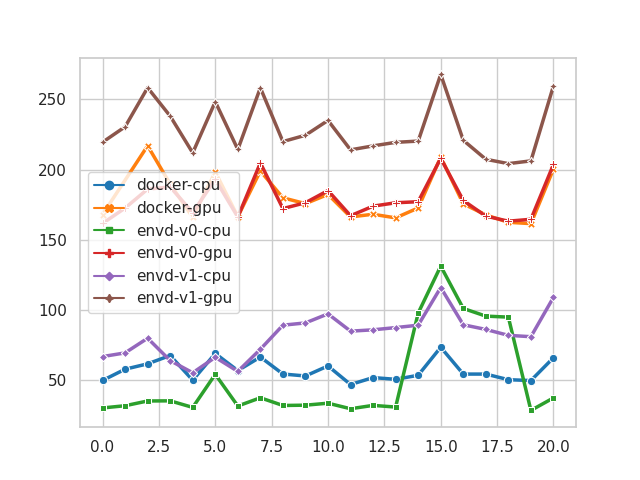 250
200
150
100
50
docker-cpu
docker-gpu
envd-v0-cpu
envd-v0-gpu
envd-v1-cpu
envd-v1-gpu
0.0 2.5 5.0 7.5 10.0 12.5 15.0 17.5 20.0